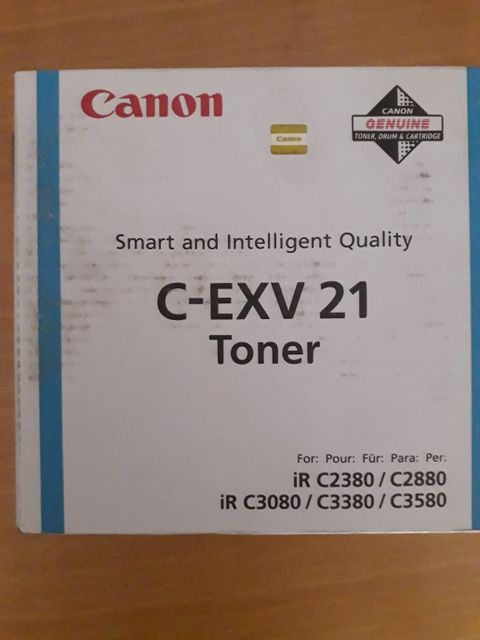 Canon
Canon
CANON
GENUINE
TONER, DRUM & CARTRIDGE
Smart and Intelligent Quality
C-EXV 21
Toner
For: Pour: Für: Para: Per:
iR C2380 / C2880
iR C3080 / C3380 / C3580